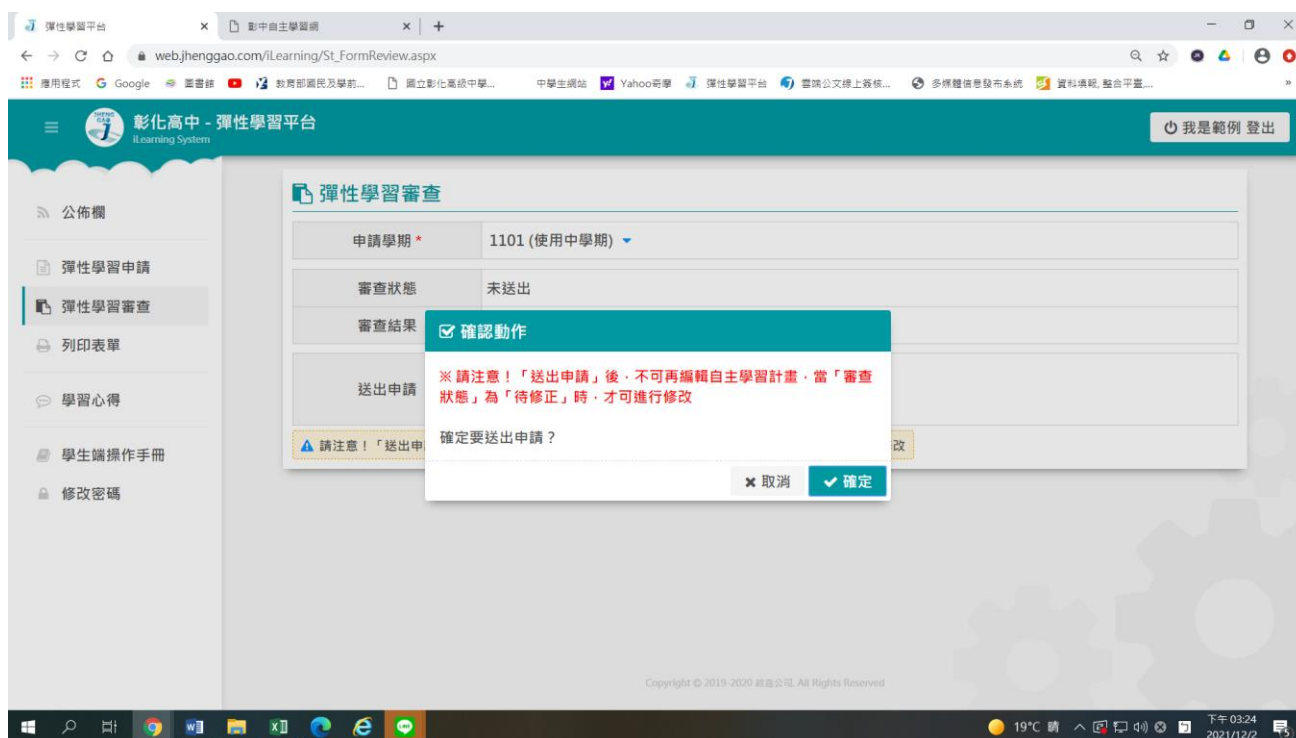 彈性學習平台
彰中自主學習網
web.jhenggao.com/iLearning/St_FormReview.aspx
應用程式 Google 圖書館 教育部國民及學前... 國立彰化高級中學... 中學生網站 Yahoo奇摩 彈性學習平台 雲端公文線上簽核... 多媒體信息發布系統 資料填報,整合平臺,... »
彰化高中 - 彈性學習平台
iLearning System
我是範例 登出
公佈欄
彈性學習申請
彈性學習審查
列印表單
學習心得
學生端操作手冊
修改密碼
彈性學習審查
申請學期 * 1101 (使用中學期)
審查狀態 未送出
審查結果
送出申請
請注意！「送出申
改
確認動作
※ 請注意！「送出申請」後，不可再編輯自主學習計畫，當「審查
狀態」為「待修正」時，才可進行修改
確定要送出申請？
取消 確定
Copyright © 2019-2020 All Rights Reserved
19°C 晴
下午 03:24
2021/12/2